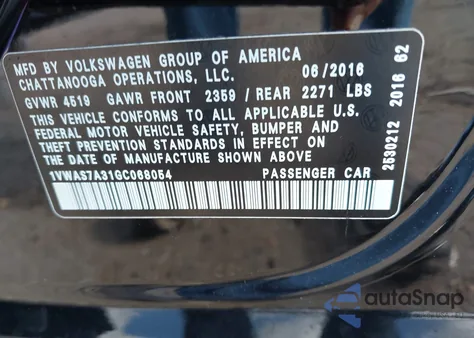 MFD BY VOLKSWAGEN GROUP OF AMERICA
CHATTANOOGA OPERATIONS, LLC. 06/2016
GVWR 4519 GAWR FRONT 2359 / REAR 2271 LBS
THIS VEHICLE CONFORMS TO ALL APPLICABLE U.S.
FEDERAL MOTOR VEHICLE SAFETY, BUMPER AND
THEFT PREVENTION STANDARDS IN EFFECT ON
THE DATE OF MANUFACTURE SHOWN ABOVE
1VWAS7A31GC068054 PASSENGER CAR
2530212 2016 62
autoSnap